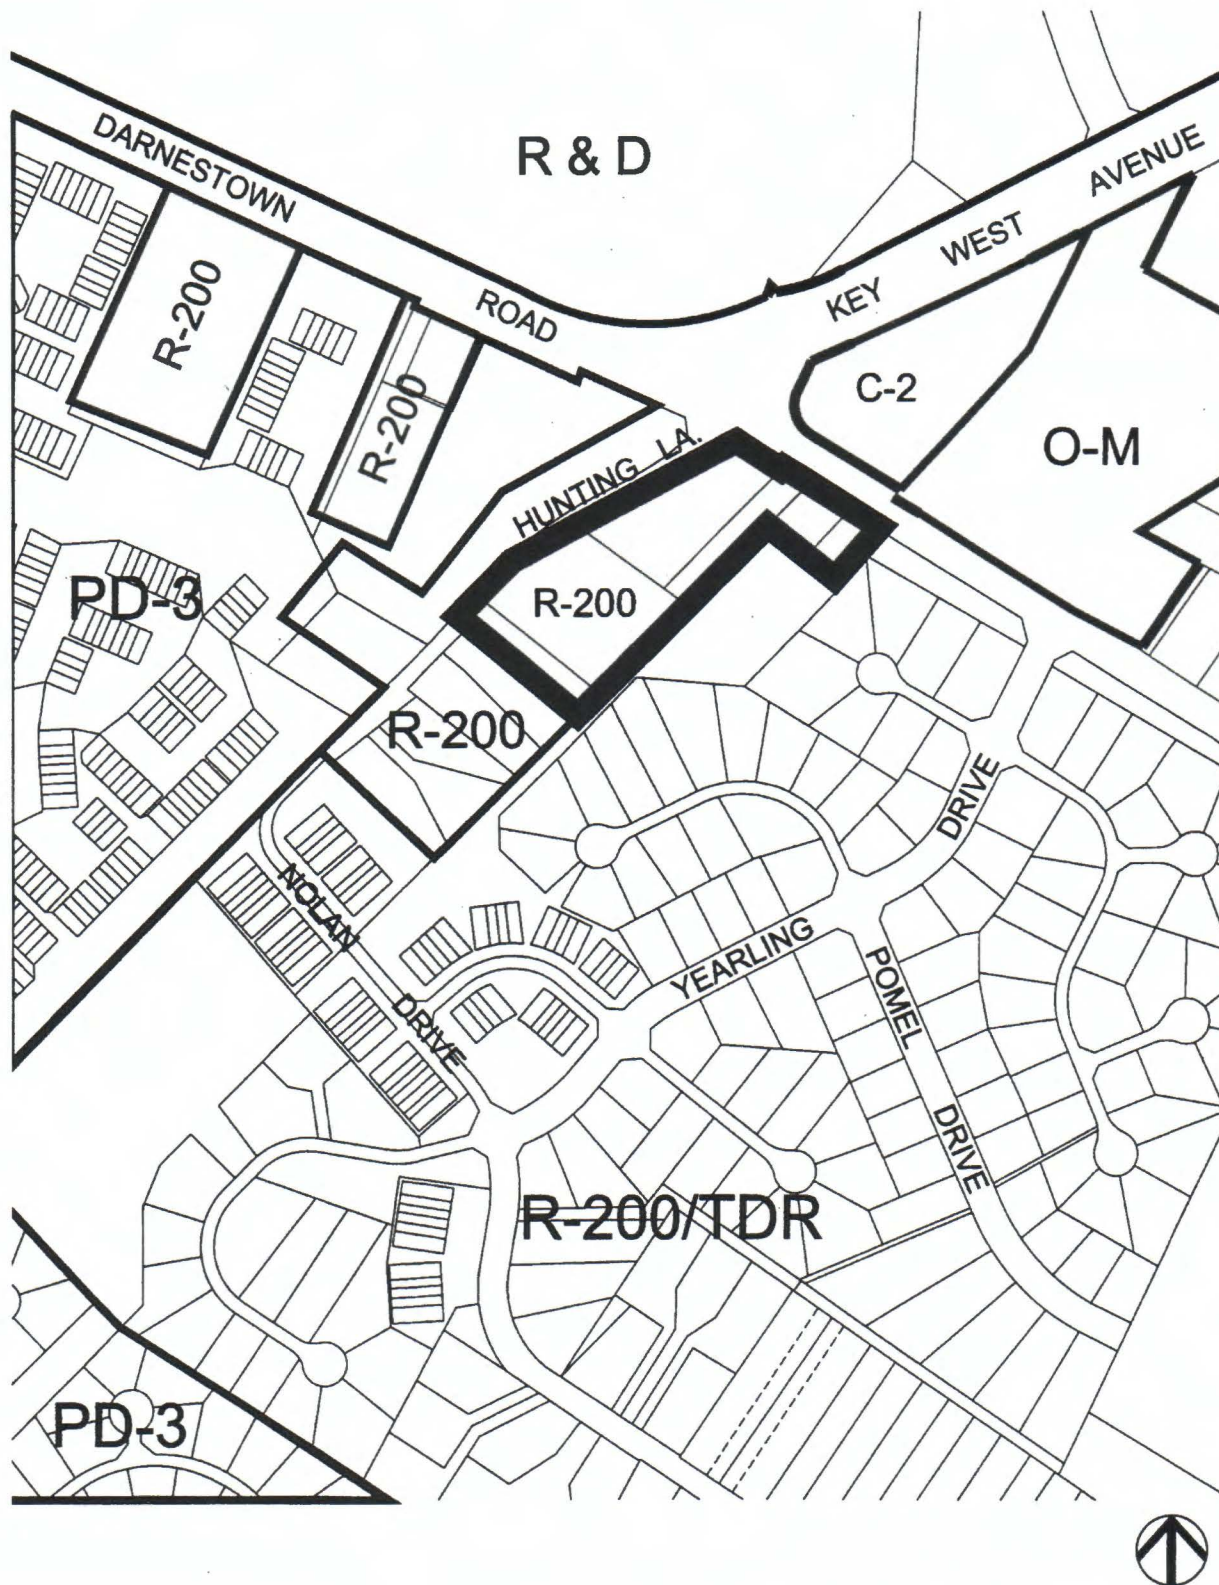 R & D
DARNESTOWN
ROAD
KEY
WEST
AVENUE
R-200
R-200
C-2
O-M
HUNTING LA.
R-200
PD-3
R-200
NOLAN
DRIVE
YEARLING
DRIVE
POMEL
DRIVE
R-200/TDR
PD-3